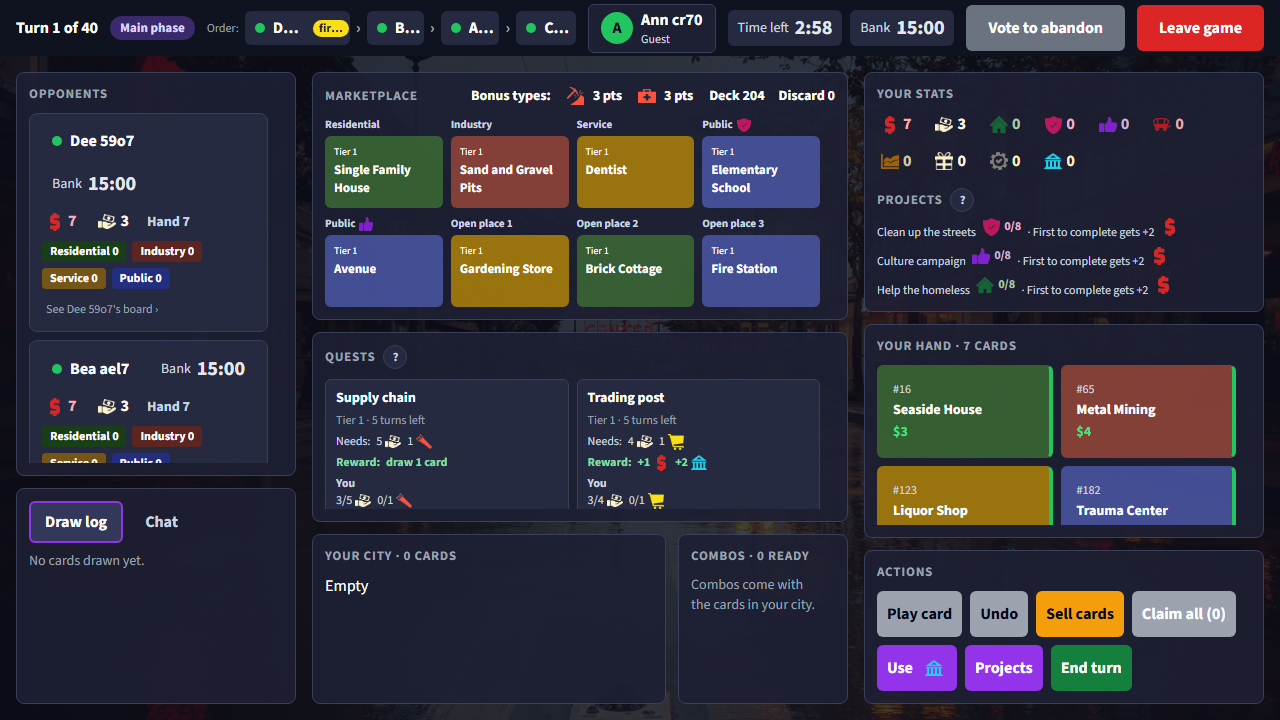 Turn 1 of 40 Main phase Order: D... fir... › B... › A... › C... A Ann cr70 Guest Time left 2:58 Bank 15:00 Vote to abandon Leave game
OPPONENTS
Dee 59o7
Bank 15:00
7 3 Hand 7
Residential 0 Industry 0
Service 0 Public 0
See Dee 59o7's board ›
Bea ael7 Bank 15:00
7 3 Hand 7
Residential 0 Industry 0
Service 0 Public 0
Draw log Chat
No cards drawn yet.
MARKETPLACE Bonus types: 3 pts 3 pts Deck 204 Discard 0
Residential Industry Service Public
Tier 1 Tier 1 Tier 1 Tier 1
Single Family House Sand and Gravel Pits Dentist Elementary School
Public Open place 1 Open place 2 Open place 3
Tier 1 Tier 1 Tier 1 Tier 1
Avenue Gardening Store Brick Cottage Fire Station
QUESTS ?
Supply chain
Tier 1 · 5 turns left
Needs: 5 1
Reward: draw 1 card
You
3/5 0/1
Trading post
Tier 1 · 5 turns left
Needs: 4 1
Reward: +1 +2
You
3/4 0/1
YOUR CITY · 0 CARDS
Empty
COMBOS · 0 READY
Combos come with
the cards in your city.
YOUR STATS
7 3 0 0 0 0
0 0 0 0
PROJECTS ?
Clean up the streets 0/8 · First to complete gets +2
Culture campaign 0/8 · First to complete gets +2
Help the homeless 0/8 · First to complete gets +2
YOUR HAND · 7 CARDS
#16
Seaside House
$3
#65
Metal Mining
$4
#123
Liquor Shop
#182
Trauma Center
ACTIONS
Play card Undo Sell cards Claim all (0)
Use Projects End turn